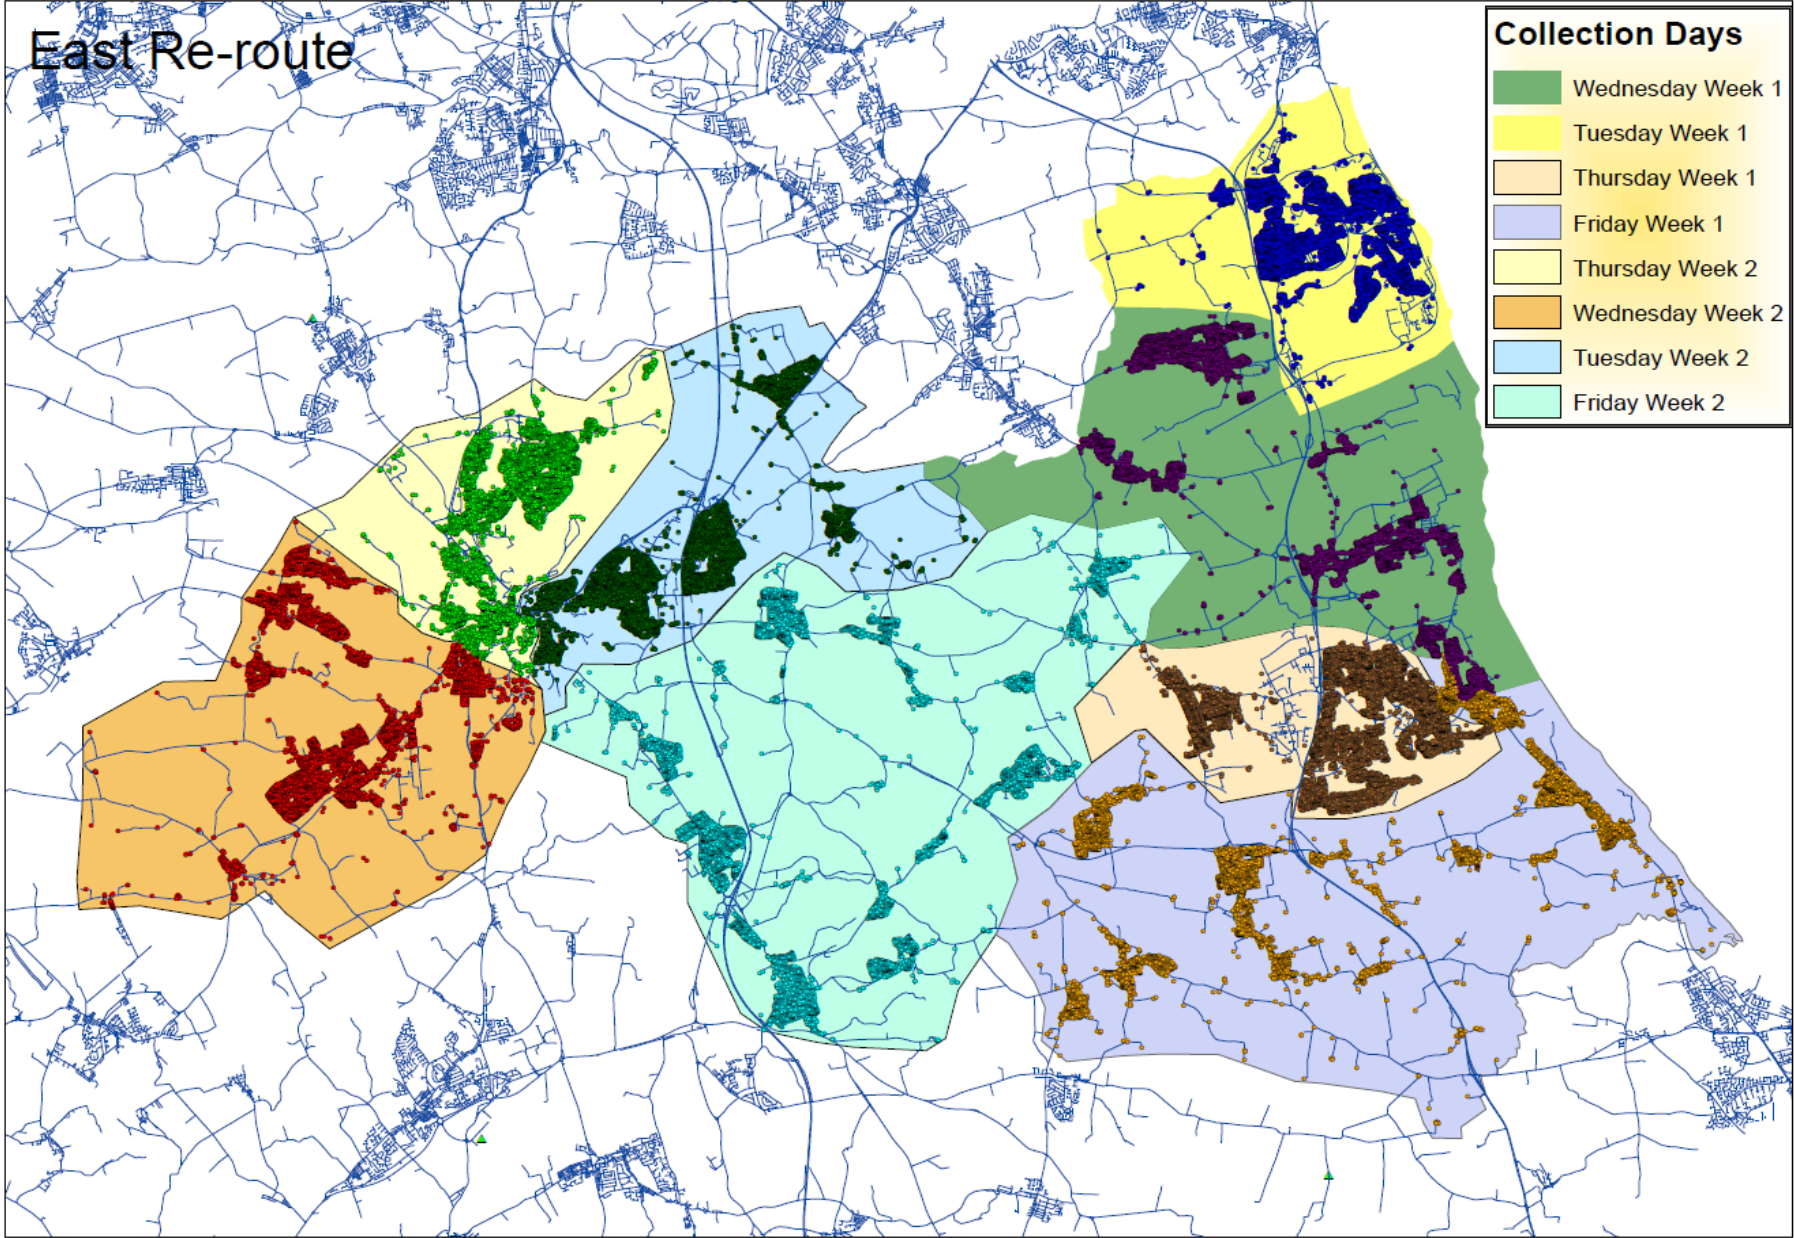 East Re-route
Collection Days
Wednesday Week 1
Tuesday Week 1
Thursday Week 1
Friday Week 1
Thursday Week 2
Wednesday Week 2
Tuesday Week 2
Friday Week 2